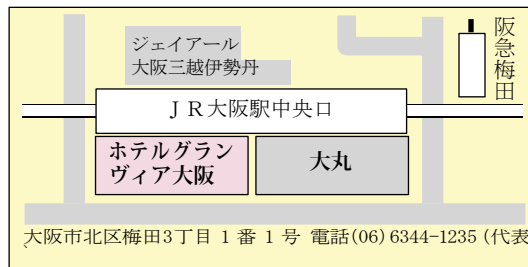 ジェイアール
大阪三越伊勢丹
阪急梅田
JR大阪駅中央口
ホテルグラン
ヴィア大阪
大丸
大阪市北区梅田3丁目1番1号 電話(06)6344-1235(代表
、